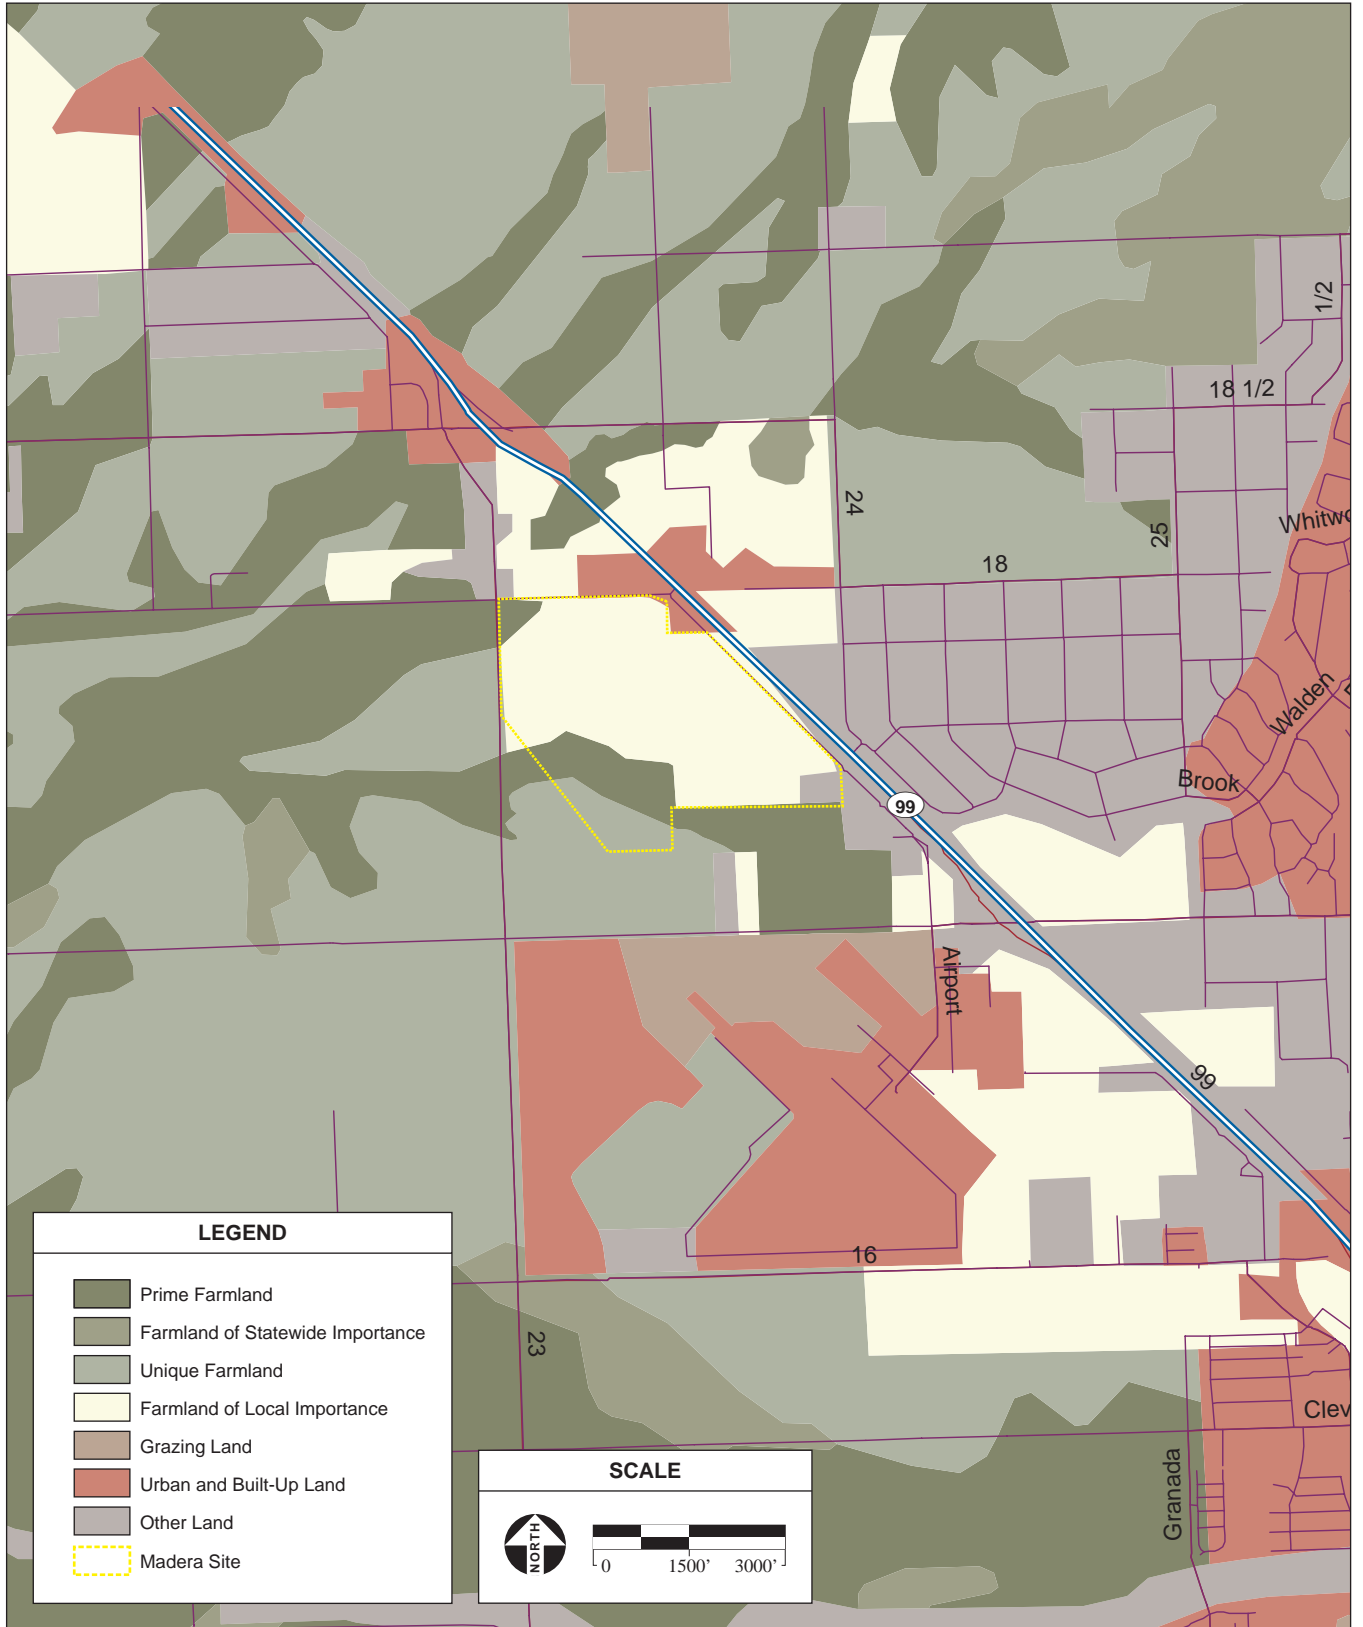 1/2
18 1/2
24
25
Whitwo
18
Walden
Brook
99
Airport
99
16
23
Clev
Granada
LEGEND
Prime Farmland
Farmland of Statewide Importance
Unique Farmland
Farmland of Local Importance
Grazing Land
Urban and Built-Up Land
Other Land
Madera Site
SCALE
NORTH
0 1500' 3000'